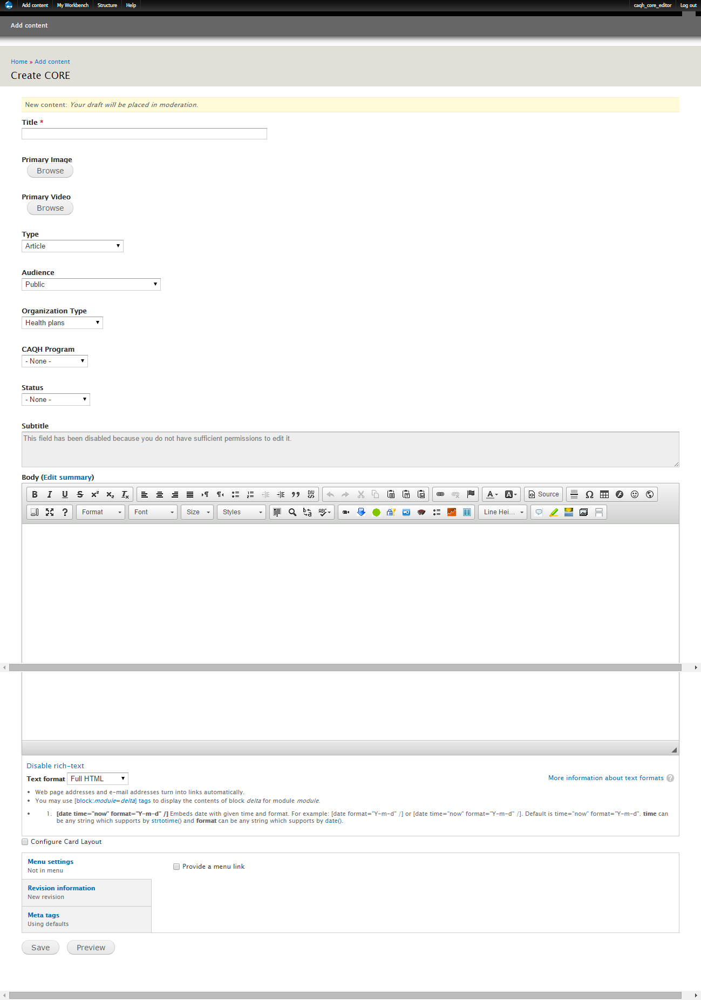 Add content My Workbench Structure Help caqh_core_editor Log out
Add content
Home » Add content
Create CORE
New content: Your draft will be placed in moderation.
Title *
Primary Image
Browse
Primary Video
Browse
Type
Article
Audience
Public
Organization Type
Health plans
CAQH Program
- None -
Status
- None -
Subtitle
This field has been disabled because you do not have sufficient permissions to edit it.
Body (Edit summary)
Source
Format Font Size Styles Line Hei...
Disable rich-text
Text format Full HTML More information about text formats
Web page addresses and e-mail addresses turn into links automatically.
You may use [block:module=delta] tags to display the contents of block delta for module module.
1. [date time="now" format="Y-m-d" /] Embeds date with given time and format. For example: [date format="Y-m-d" /] or [date time="now" format="Y-m-d" /]. Default is time="now" format="Y-m-d". time can
be any string which supports by strtotime() and format can be any string which supports by date().
Configure Card Layout
Menu settings
Not in menu
Provide a menu link
Revision information
New revision
Meta tags
Using defaults
Save Preview